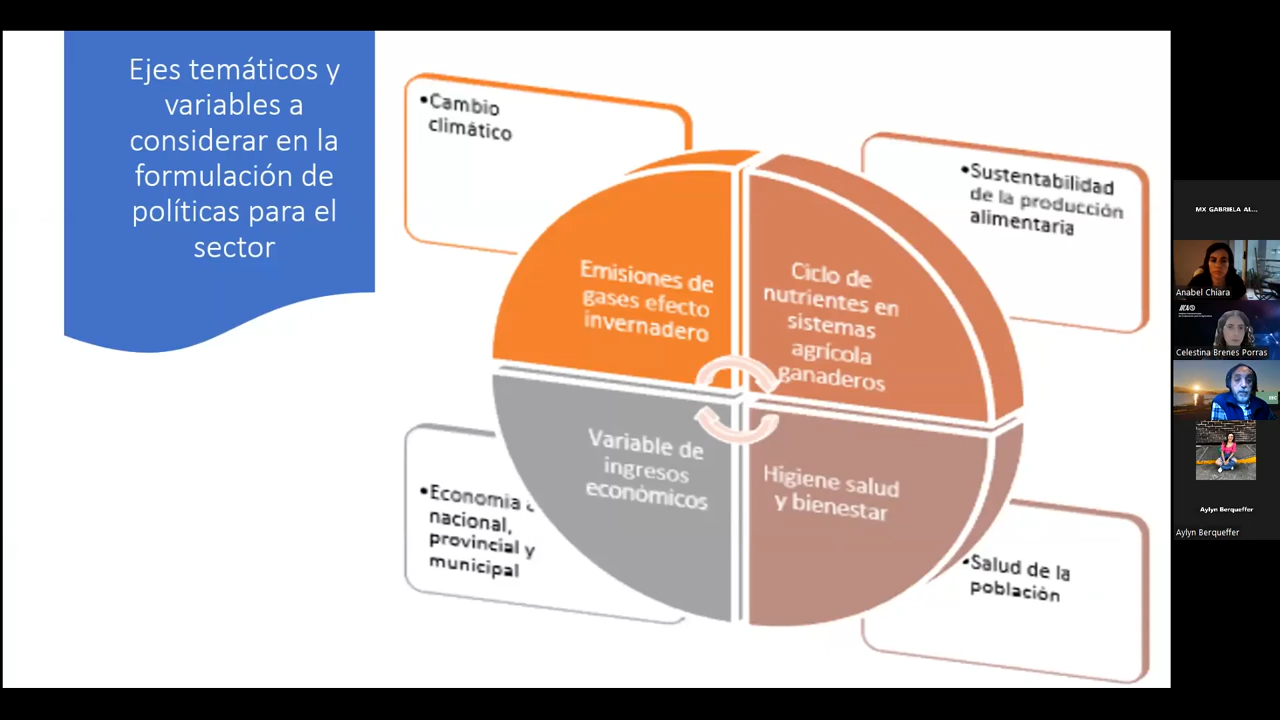 Ejes temáticos y
variables a
considerar en la
formulación de
políticas para el
sector
•Cambio
climático
•Sustentabilidad
de la producción
alimentaria
Emisiones de
gases efecto
invernadero
Ciclo de
nutrientes en
sistemas
agrícola
ganaderos
Variable de
ingresos
económicos
Higiene salud
y bienestar
•Economia
nacional,
provincial y
municipal
•Salud de la
población
MX GABRIELA AL...
Anabel Chiara
Celestina Brenes Porras
Aylyn Berqueffer
Aylyn Berqueffer